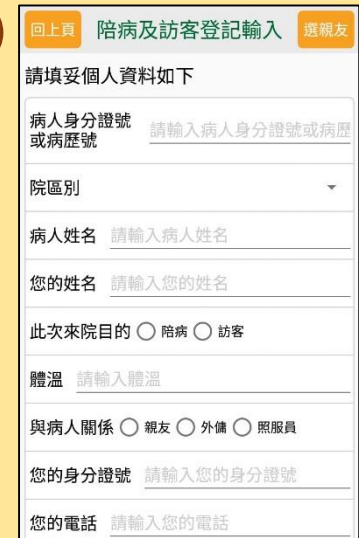 回上頁 陪病及訪客登記輸入 選親友
請填妥個人資料如下
病人身分證號
或病歷號 請輸入病人身分證號或病歷
院區別
病人姓名 請輸入病人姓名
您的姓名 請輸入您的姓名
此次來院目的 陪病 訪客
體溫 請輸入體溫
與病人關係 親友 外傭 照服員
您的身分證號 請輸入您的身分證號
您的電話 請輸入您的電話